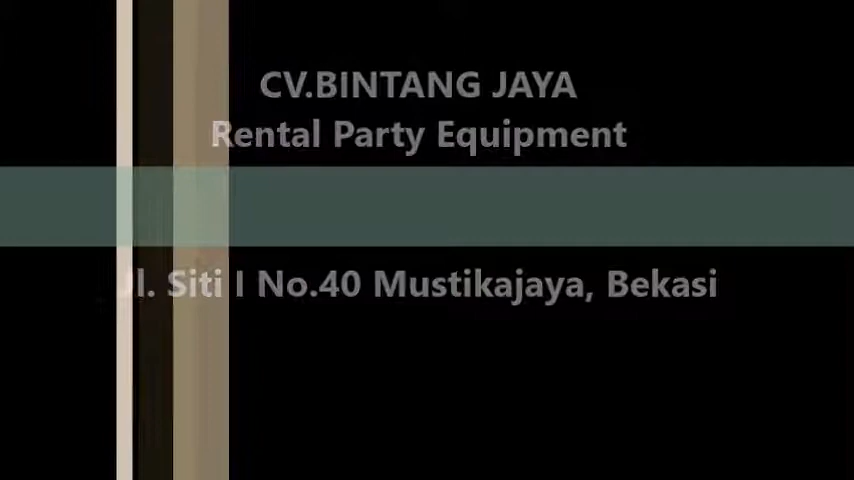 CV.BINTANG JAYA
Rental Party Equipment
Jl. Siti I No.40 Mustikajaya, Bekasi